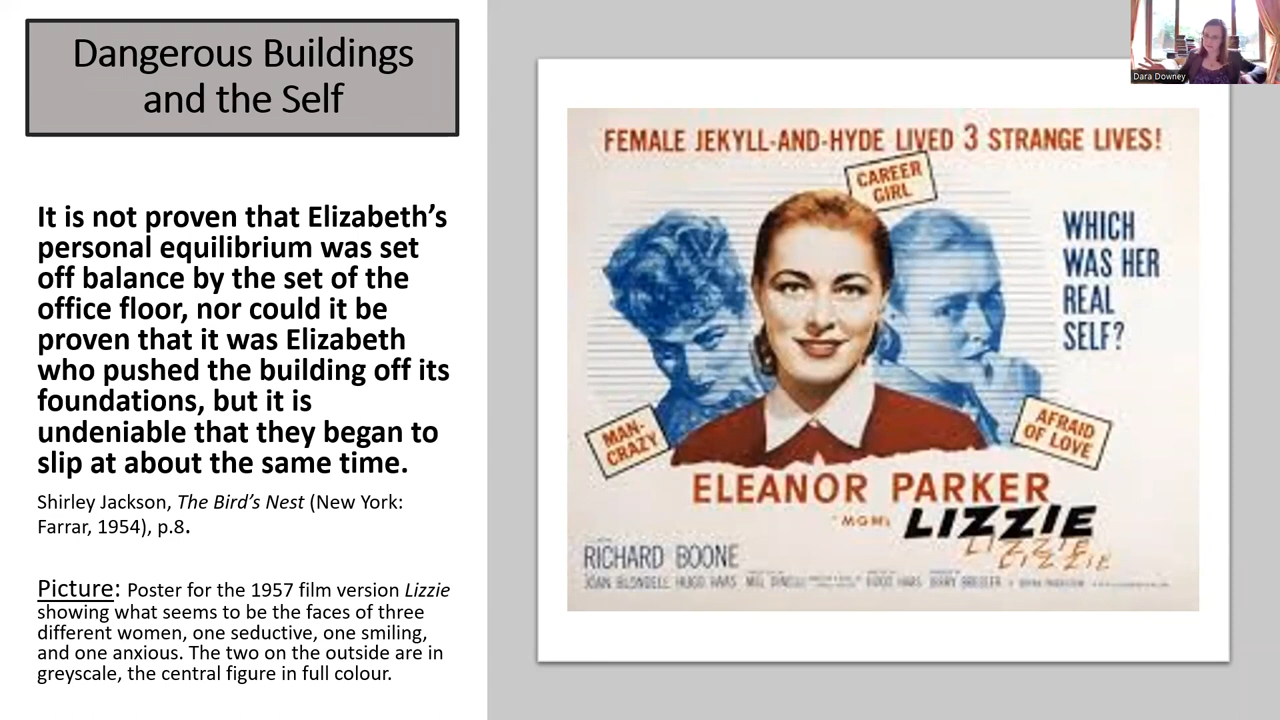 Dangerous Buildings
and the Self
It is not proven that Elizabeth’s
personal equilibrium was set
off balance by the set of the
office floor, nor could it be
proven that it was Elizabeth
who pushed the building off its
foundations, but it is
undeniable that they began to
slip at about the same time.
Shirley Jackson, The Bird’s Nest (New York:
Farrar, 1954), p.8.
Picture: Poster for the 1957 film version Lizzie
showing what seems to be the faces of three
different women, one seductive, one smiling,
and one anxious. The two on the outside are in
greyscale, the central figure in full colour.
FEMALE JEKYLL-AND-HYDE LIVED 3 STRANGE LIVES!
CAREER
GIRL
WHICH
WAS HER
REAL
SELF?
MAN-
CRAZY
AFRAID
OF LOVE
ELEANOR PARKER
MGM's LIZZIE
LIZZIE
LIZZIE
RICHARD BOONE
JOAN BLONDELL HUGO HAAS
Dara Downey